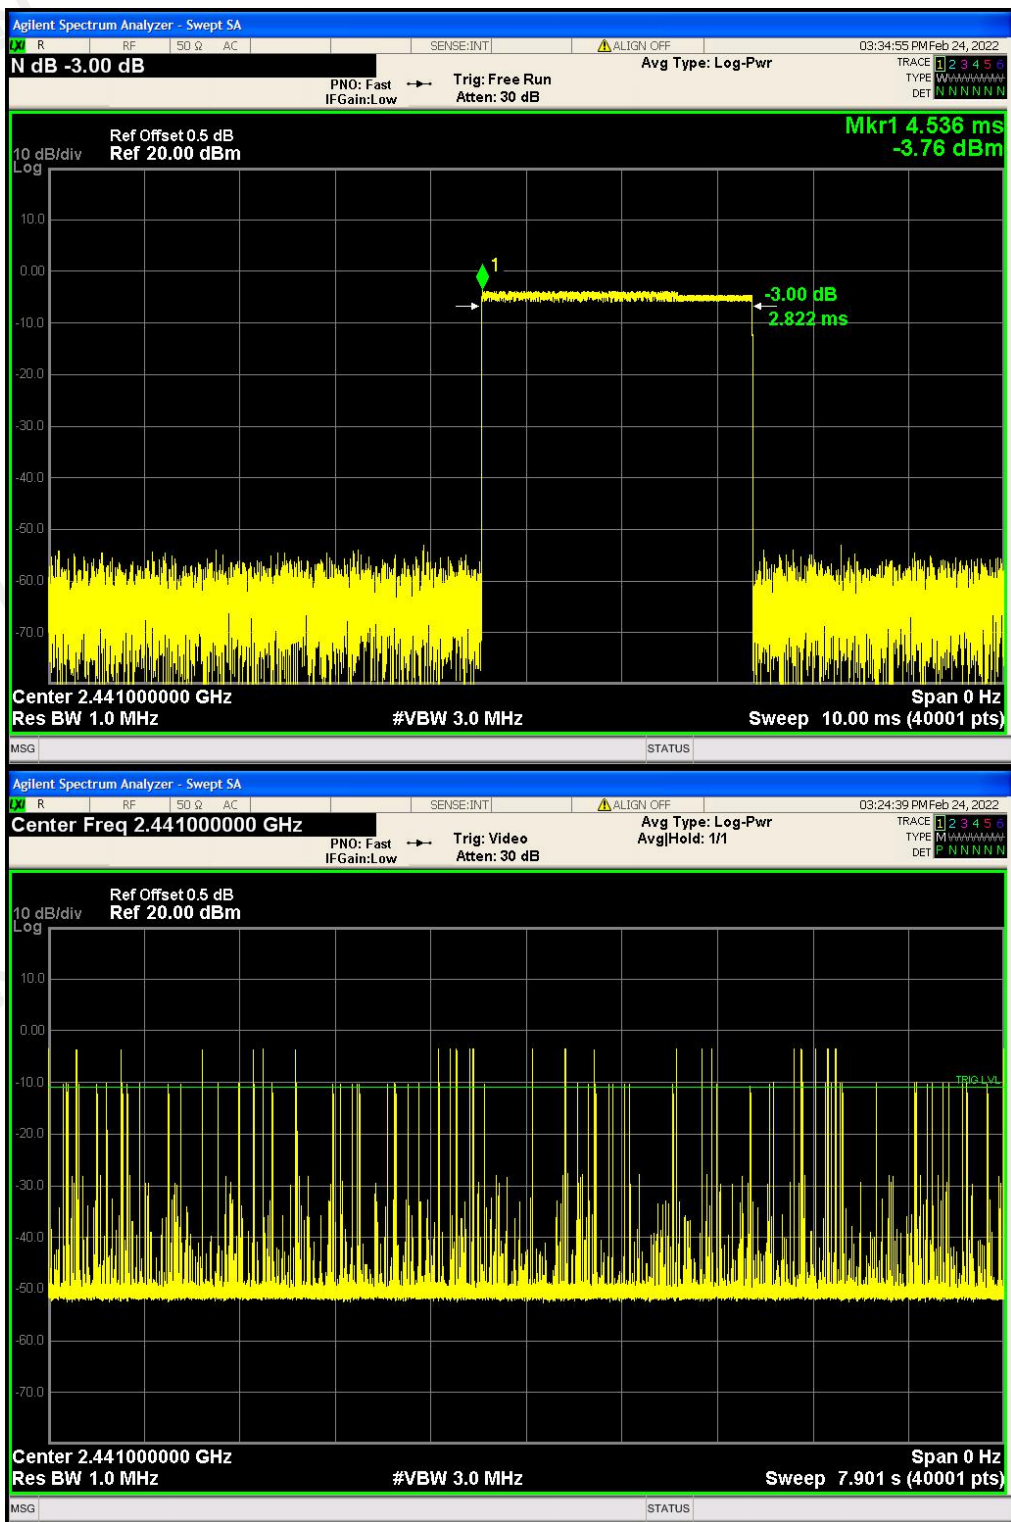 Agilent Spectrum Analyzer - Swept SA
LXI R RF 50 Ω AC SENSE:INT ALIGN OFF 03:34:55 PM Feb 24, 2022
N dB -3.00 dB
Avg Type: Log-Pwr
TRACE 1 2 3 4 5 6
PNO: Fast Trig: Free Run
TYPE WWWWWWW
IFGain:Low Atten: 30 dB
DET N N N N N N
Mkr1 4.536 ms
Ref Offset 0.5 dB
-3.76 dBm
10 dB/div Ref 20.00 dBm
Log
10.0
0.00
1
-3.00 dB
-10.0
2.822 ms
-20.0
-30.0
-40.0
-50.0
-60.0
-70.0
Center 2.441000000 GHz Span 0 Hz
Res BW 1.0 MHz #VBW 3.0 MHz Sweep 10.00 ms (40001 pts)
MSG STATUS
Agilent Spectrum Analyzer - Swept SA
LXI R RF 50 Ω AC SENSE:INT ALIGN OFF 03:24:39 PM Feb 24, 2022
Center Freq 2.441000000 GHz
Avg Type: Log-Pwr
TRACE 1 2 3 4 5 6
PNO: Fast Trig: Video Avg|Hold: 1/1
TYPE MWWWWWW
IFGain:Low Atten: 30 dB
DET P N N N N N
Ref Offset 0.5 dB
10 dB/div Ref 20.00 dBm
Log
10.0
0.00
-10.0
TRIG LVL
-20.0
-30.0
-40.0
-50.0
-60.0
-70.0
Center 2.441000000 GHz Span 0 Hz
Res BW 1.0 MHz #VBW 3.0 MHz Sweep 7.901 s (40001 pts)
MSG STATUS